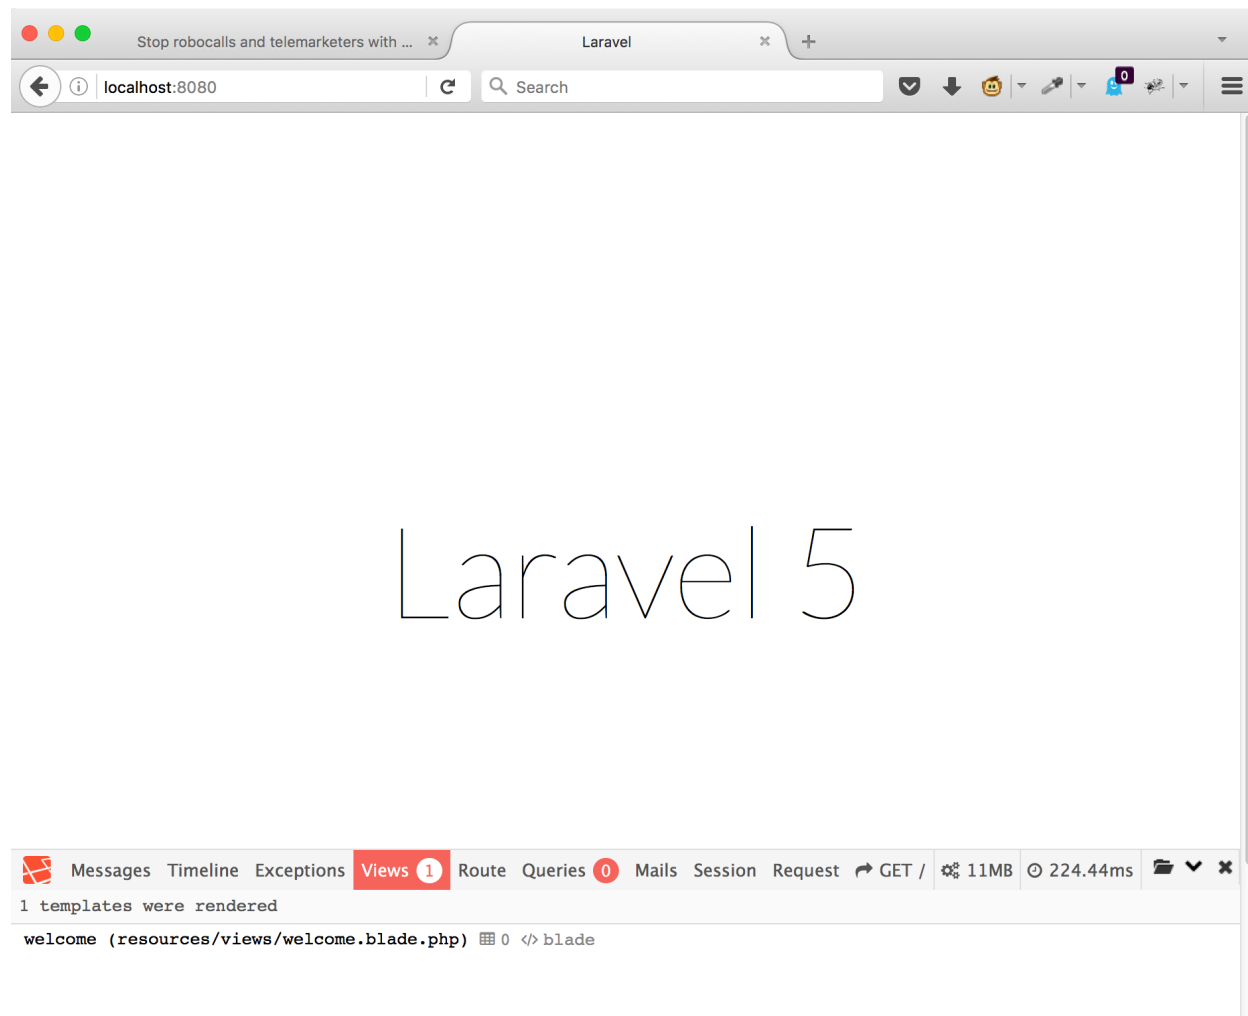 Stop robocalls and telemarketers with ...
Laravel
localhost:8080
Search
0
Laravel 5
Messages Timeline Exceptions Views 1 Route Queries 0 Mails Session Request GET / 11MB 224.44ms
1 templates were rendered
welcome (resources/views/welcome.blade.php) 0 </> blade